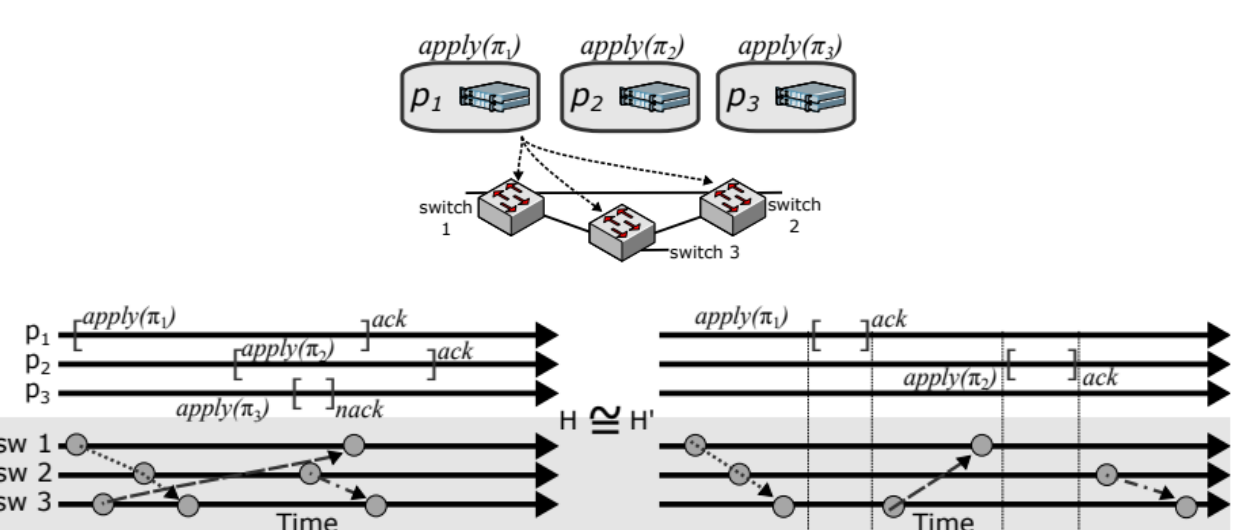 apply(π₁) apply(π₂) apply(π₃)
p₁ p₂ p₃
switch 1
switch 2
switch 3
apply(π₁) ack
p₁
apply(π₂) ack
p₂
p₃
apply(π₃) nack
sw 1
sw 2
sw 3
Time
H ≅ H'
apply(π₁) ack
apply(π₂) ack
Time